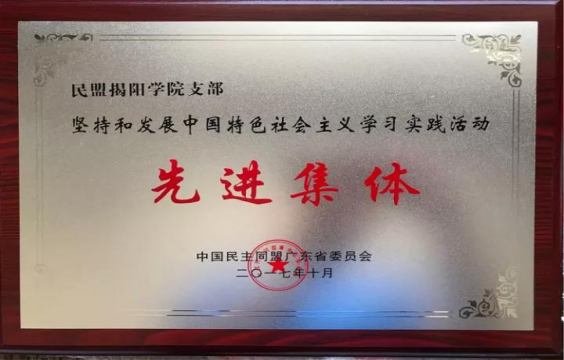 民盟揭阳学院支部
坚持和发展中国特色社会主义学习实践活动
先进集体
中国民主同盟广东省委员会
二〇一七年十月